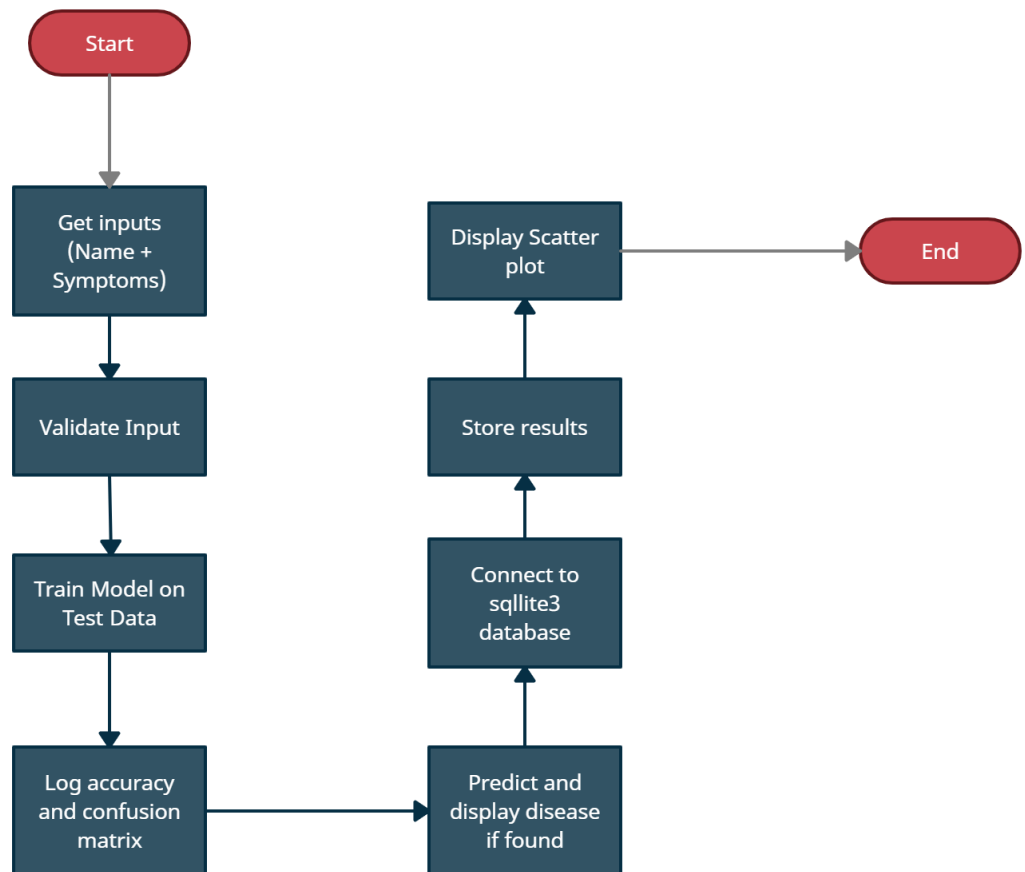 Start
Get inputs
(Name +
Symptoms)
Validate Input
Train Model on
Test Data
Log accuracy
and confusion
matrix
Predict and
display disease
if found
Connect to
sqllite3
database
Store results
Display Scatter
plot
End